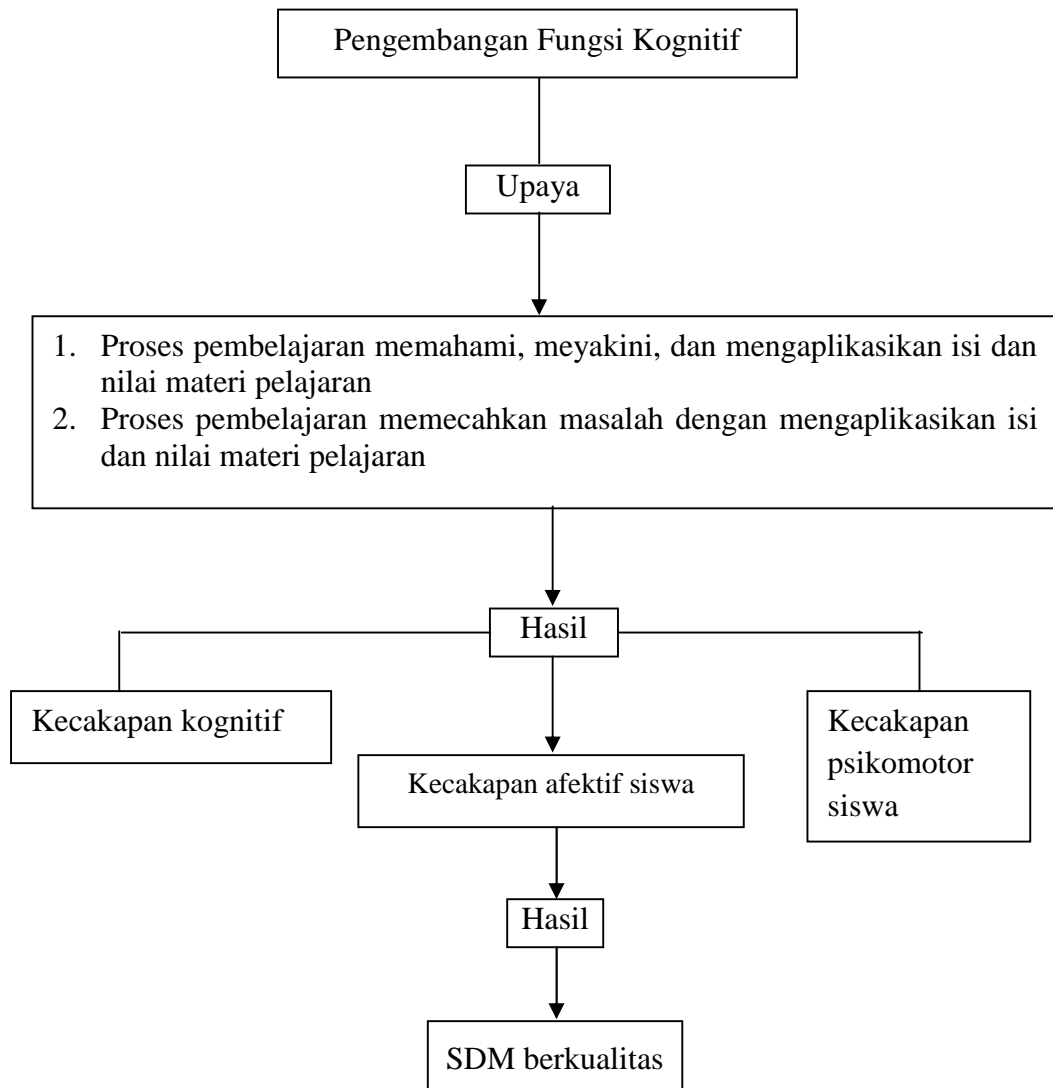 Pengembangan Fungsi Kognitif
Upaya
1. Proses pembelajaran memahami, meyakini, dan mengaplikasikan isi dan
nilai materi pelajaran
2. Proses pembelajaran memecahkan masalah dengan mengaplikasikan isi
dan nilai materi pelajaran
Hasil
Kecakapan kognitif
Kecakapan afektif siswa
Kecakapan
psikomotor
siswa
Hasil
SDM berkualitas